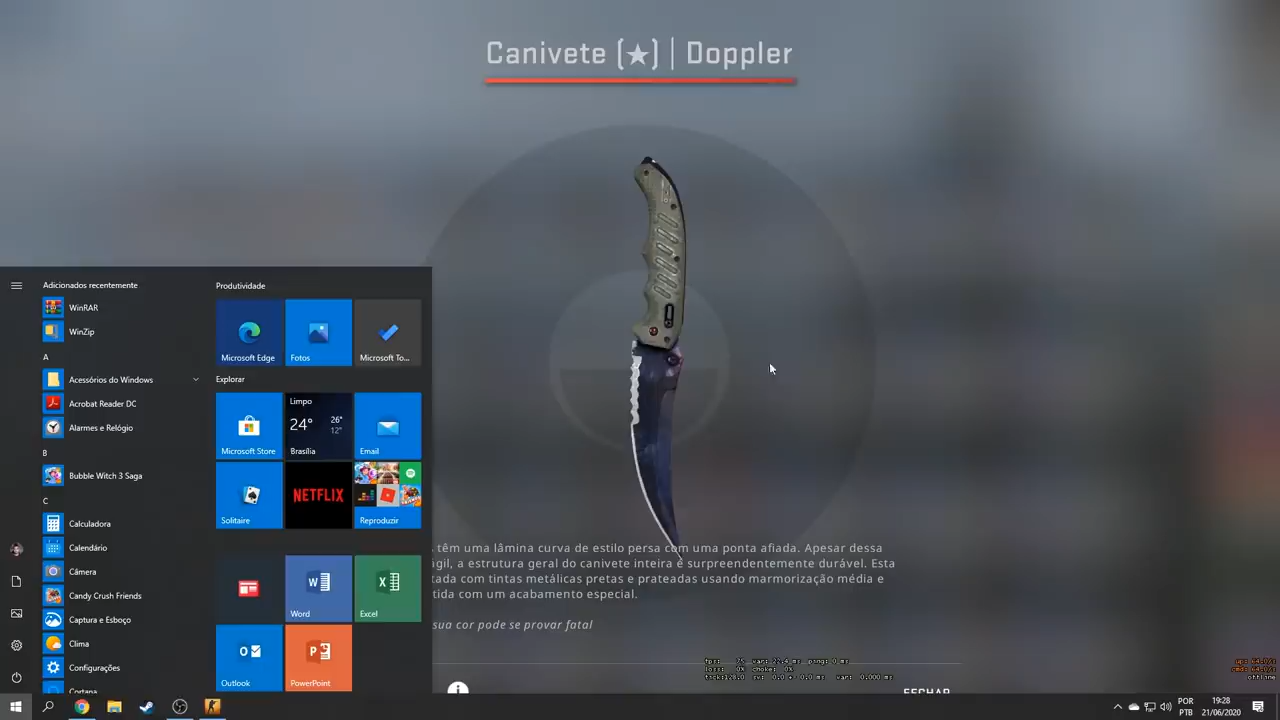 Canivete (★) | Doppler
Adicionados recentemente
WinRAR
WinZip
A
Acessórios do Windows
Acrobat Reader DC
Alarmes e Relógio
B
Bubble Witch 3 Saga
C
Calculadora
Calendário
Câmera
Candy Crush Friends
Captura e Esboço
Clima
Configurações
Cortana
Produtividade
Microsoft Edge
Fotos
Microsoft To...
Explorar
Microsoft Store
Limpo
24° 26°
12°
Brasília
Email
Solitaire
NETFLIX
Reproduzir
Word
Excel
Outlook
PowerPoint
têm uma lâmina curva de estilo persa com uma ponta afiada. Apesar dessa
ágil, a estrutura geral do canivete inteira é surpreendentemente durável. Esta
tada com tintas metálicas pretas e prateadas usando marmorização média e
tida com um acabamento especial.
sua cor pode se provar fatal
FECHAR
offline
POR
PTB
19:28
21/06/2020